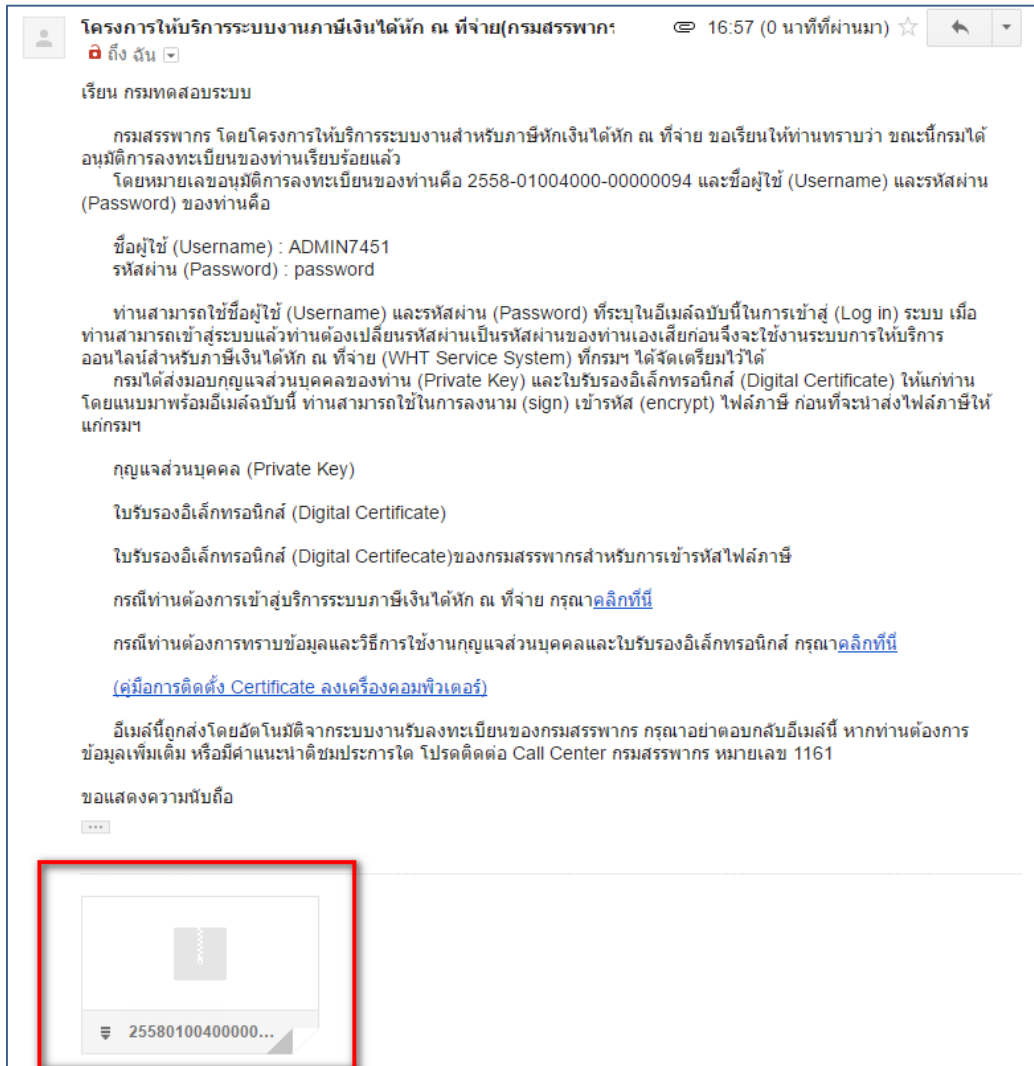 โครงการให้บริการระบบงานภาษีเงินได้หัก ณ ที่จ่าย(กรมสรรพากร 16:57 (0 นาทีที่ผ่านมา)
ถึง ฉัน
เรียน กรมทดสอบระบบ
กรมสรรพากร โดยโครงการให้บริการระบบงานสำหรับภาษีหักเงินได้หัก ณ ที่จ่าย ขอเรียนให้ท่านทราบว่า ขณะนี้กรมได้
อนุมัติการลงทะเบียนของท่านเรียบร้อยแล้ว
โดยหมายเลขอนุมัติการลงทะเบียนของท่านคือ 2558-01004000-00000094 และชื่อผู้ใช้ (Username) และรหัสผ่าน
(Password) ของท่านคือ
ชื่อผู้ใช้ (Username) : ADMIN7451
รหัสผ่าน (Password) : password
ท่านสามารถใช้ชื่อผู้ใช้ (Username) และรหัสผ่าน (Password) ที่ระบุในอีเมล์ฉบับนี้ในการเข้าสู่ (Log in) ระบบ เมื่อ
ท่านสามารถเข้าสู่ระบบแล้วท่านต้องเปลี่ยนรหัสผ่านเป็นรหัสผ่านของท่านเองเสียก่อนจึงจะใช้งานระบบการให้บริการ
ออนไลน์สำหรับภาษีเงินได้หัก ณ ที่จ่าย (WHT Service System) ที่กรมฯ ได้จัดเตรียมไว้ได้
กรมได้ส่งมอบกุญแจส่วนบุคคลของท่าน (Private Key) และใบรับรองอิเล็กทรอนิกส์ (Digital Certificate) ให้แก่ท่าน
โดยแนบมาพร้อมอีเมล์ฉบับนี้ ท่านสามารถใช้ในการลงนาม (sign) เข้ารหัส (encrypt) ไฟล์ภาษี ก่อนที่จะนำส่งไฟล์ภาษีให้
แก่กรมฯ
กุญแจส่วนบุคคล (Private Key)
ใบรับรองอิเล็กทรอนิกส์ (Digital Certificate)
ใบรับรองอิเล็กทรอนิกส์ (Digital Certifecate)ของกรมสรรพากรสำหรับการเข้ารหัสไฟล์ภาษี
กรณีท่านต้องการเข้าสู่บริการระบบภาษีเงินได้หัก ณ ที่จ่าย กรุณาคลิกที่นี่
กรณีท่านต้องการทราบข้อมูลและวิธีการใช้งานกุญแจส่วนบุคคลและใบรับรองอิเล็กทรอนิกส์ กรุณาคลิกที่นี่
(คู่มือการติดตั้ง Certificate ลงเครื่องคอมพิวเตอร์)
อีเมล์นี้ถูกส่งโดยอัตโนมัติจากระบบงานรับลงทะเบียนของกรมสรรพากร กรุณาอย่าตอบกลับอีเมล์นี้ หากท่านต้องการ
ข้อมูลเพิ่มเติม หรือมีคำแนะนำติชมประการใด โปรดติดต่อ Call Center กรมสรรพากร หมายเลข 1161
ขอแสดงความนับถือ
25580100400000...